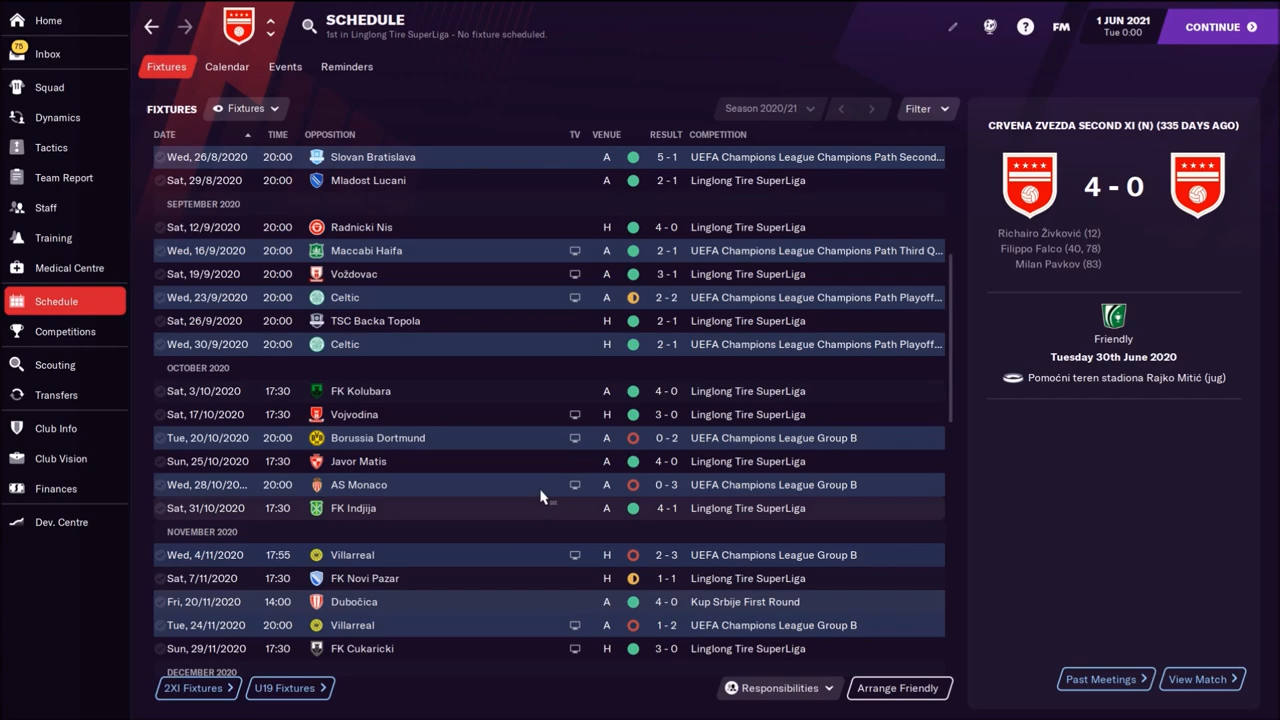 Home
75
Inbox
Squad
Dynamics
Tactics
Team Report
Staff
Training
Medical Centre
Schedule
Competitions
Scouting
Transfers
Club Info
Club Vision
Finances
Dev. Centre
SCHEDULE
1st in Linglong Tire SuperLiga - No fixture scheduled.
FM
1 JUN 2021
Tue 0:00
CONTINUE
Fixtures Calendar Events Reminders
FIXTURES Fixtures Season 2020/21 Filter
DATE TIME OPPOSITION TV VENUE RESULT COMPETITION
Wed, 26/8/2020 20:00 Slovan Bratislava A 5 - 1 UEFA Champions League Champions Path Second...
Sat, 29/8/2020 20:00 Mladost Lucani A 2 - 1 Linglong Tire SuperLiga
SEPTEMBER 2020
Sat, 12/9/2020 20:00 Radnicki Nis H 4 - 0 Linglong Tire SuperLiga
Wed, 16/9/2020 20:00 Maccabi Haifa A 2 - 1 UEFA Champions League Champions Path Third Q...
Sat, 19/9/2020 20:00 Voždovac A 3 - 1 Linglong Tire SuperLiga
Wed, 23/9/2020 20:00 Celtic A 2 - 2 UEFA Champions League Champions Path Playoff...
Sat, 26/9/2020 20:00 TSC Backa Topola H 2 - 1 Linglong Tire SuperLiga
Wed, 30/9/2020 20:00 Celtic H 2 - 1 UEFA Champions League Champions Path Playoff...
OCTOBER 2020
Sat, 3/10/2020 17:30 FK Kolubara A 4 - 0 Linglong Tire SuperLiga
Sat, 17/10/2020 17:30 Vojvodina H 3 - 0 Linglong Tire SuperLiga
Tue, 20/10/2020 20:00 Borussia Dortmund A 0 - 2 UEFA Champions League Group B
Sun, 25/10/2020 17:30 Javor Matis A 4 - 0 Linglong Tire SuperLiga
Wed, 28/10/20... 20:00 AS Monaco A 0 - 3 UEFA Champions League Group B
Sat, 31/10/2020 17:30 FK Indjija A 4 - 1 Linglong Tire SuperLiga
NOVEMBER 2020
Wed, 4/11/2020 17:55 Villarreal H 2 - 3 UEFA Champions League Group B
Sat, 7/11/2020 17:30 FK Novi Pazar H 1 - 1 Linglong Tire SuperLiga
Fri, 20/11/2020 14:00 Dubočica A 4 - 0 Kup Srbije First Round
Tue, 24/11/2020 20:00 Villarreal A 1 - 2 UEFA Champions League Group B
Sun, 29/11/2020 17:30 FK Cukaricki H 3 - 0 Linglong Tire SuperLiga
DECEMBER 2020
2XI Fixtures U19 Fixtures Responsibilities Arrange Friendly
CRVENA ZVEZDA SECOND XI (N) (335 DAYS AGO)
4 - 0
Richairo Živković (12)
Filippo Falco (40, 78)
Milan Pavkov (83)
Friendly
Tuesday 30th June 2020
Pomoćni teren stadiona Rajko Mitić (jug)
Past Meetings View Match